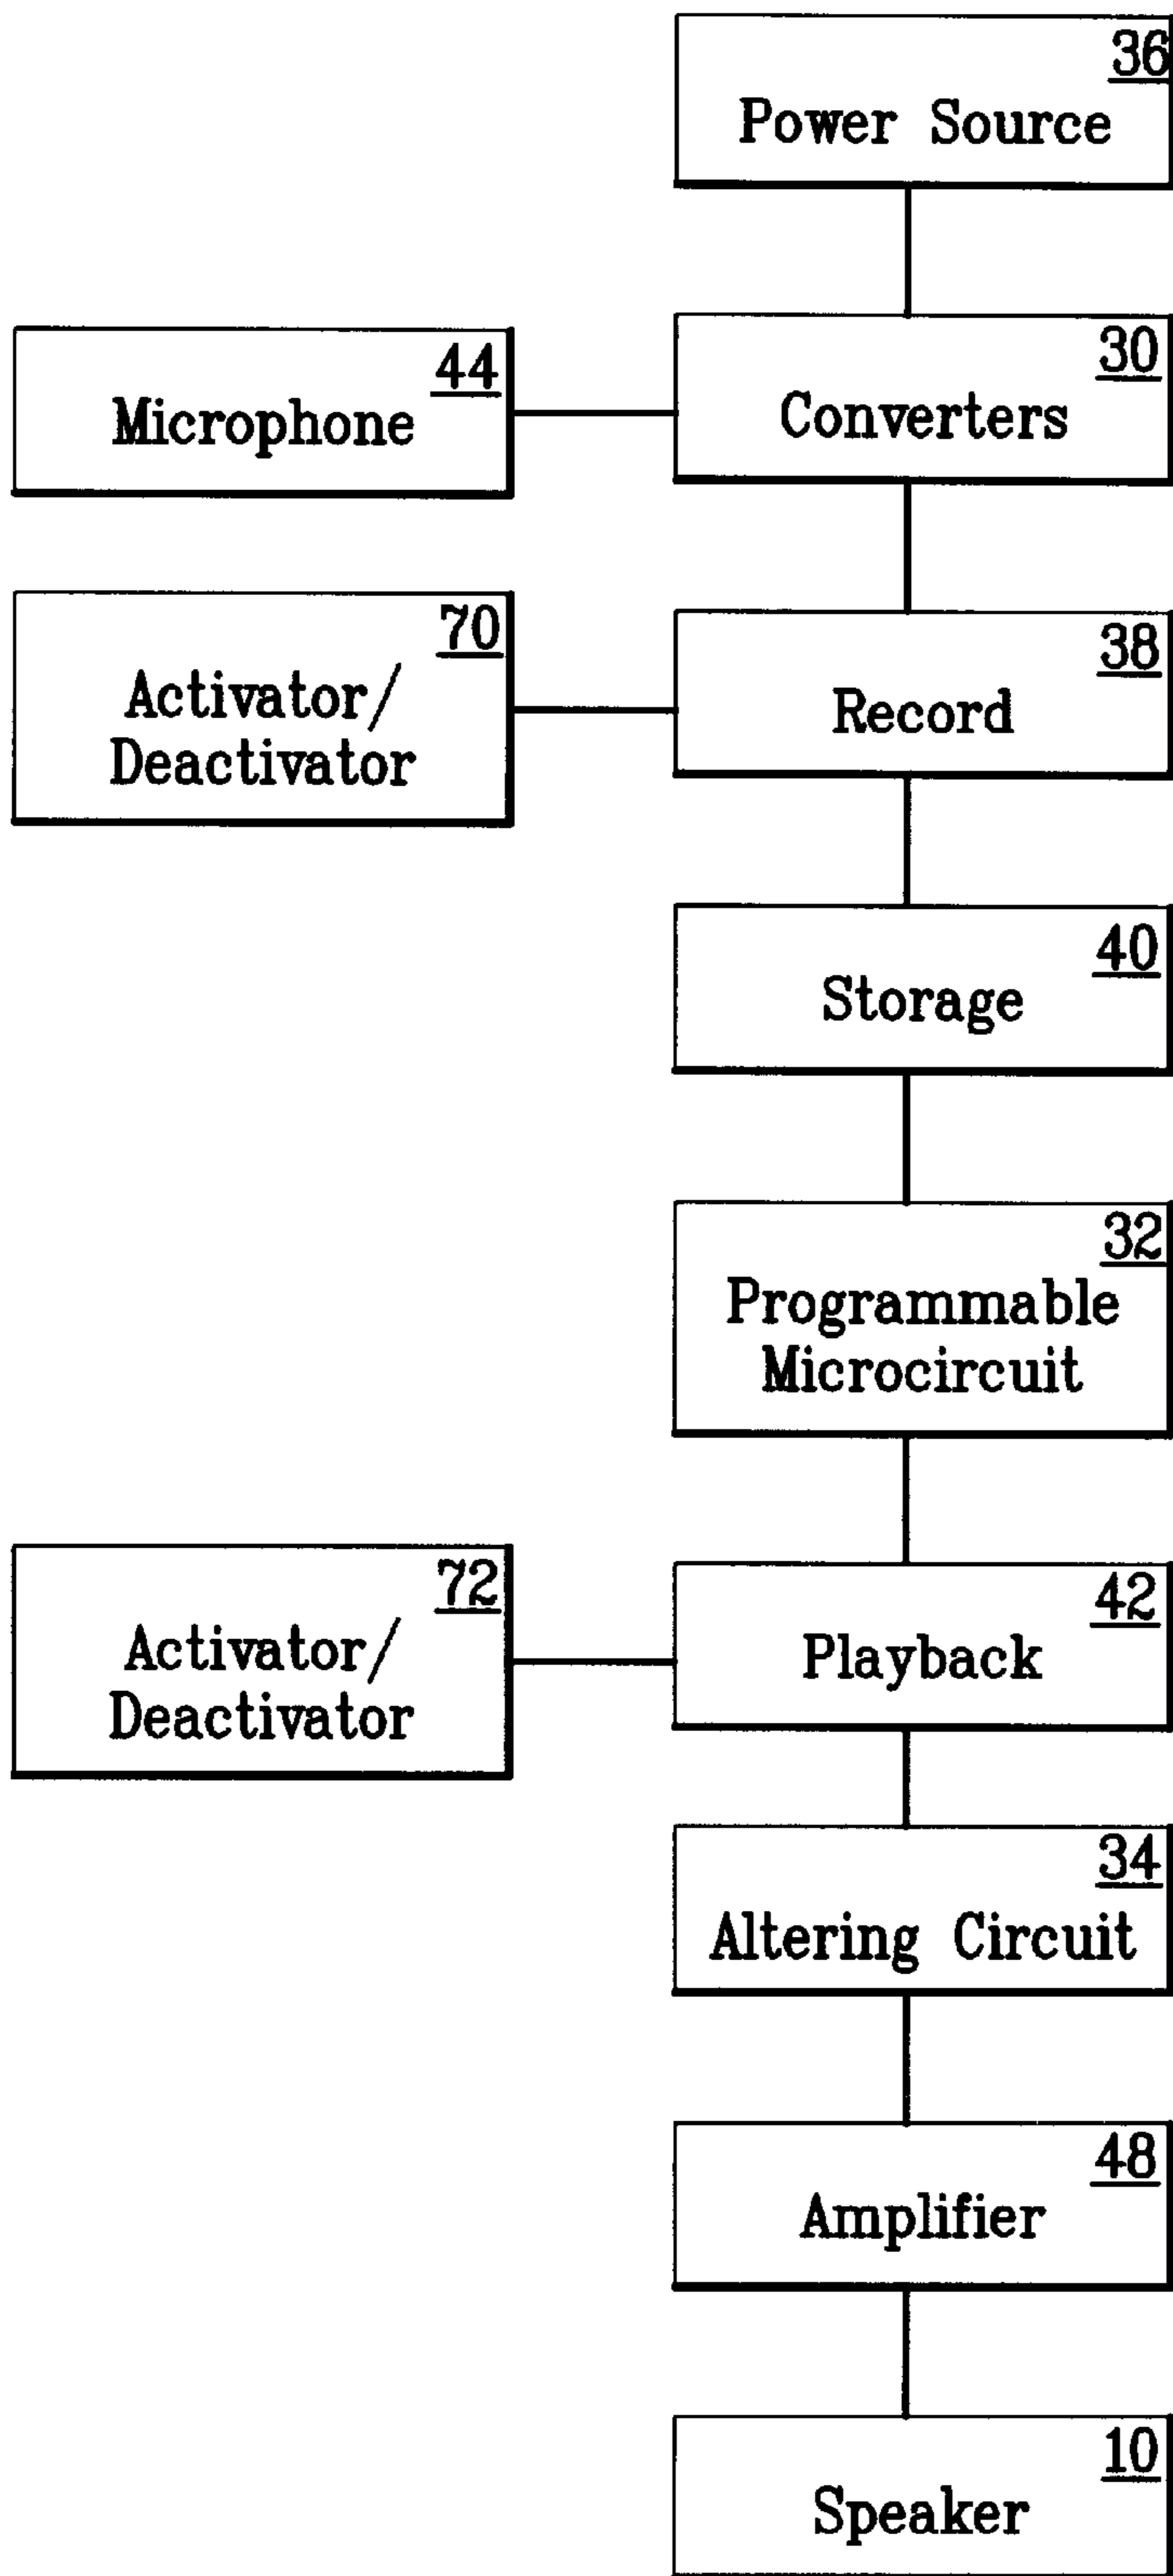 36
Power Source
44
Microphone
30
Converters
70
Activator/
Deactivator
38
Record
40
Storage
32
Programmable
Microcircuit
72
Activator/
Deactivator
42
Playback
34
Altering Circuit
48
Amplifier
10
Speaker